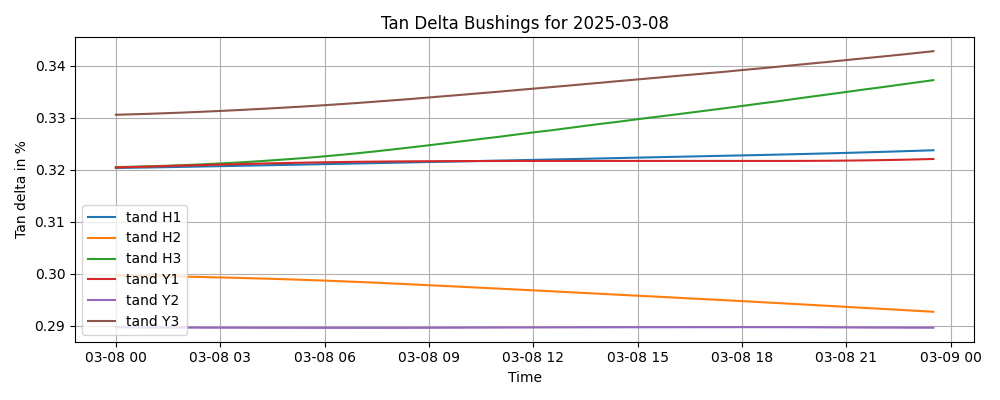 Tan Delta Bushings for 2025-03-08
Tan delta in %
0.34
0.33
0.32
0.31
0.30
0.29
tand H1
tand H2
tand H3
tand Y1
tand Y2
tand Y3
03-08 00
03-08 03
03-08 06
03-08 09
03-08 12
03-08 15
03-08 18
03-08 21
03-09 00
Time